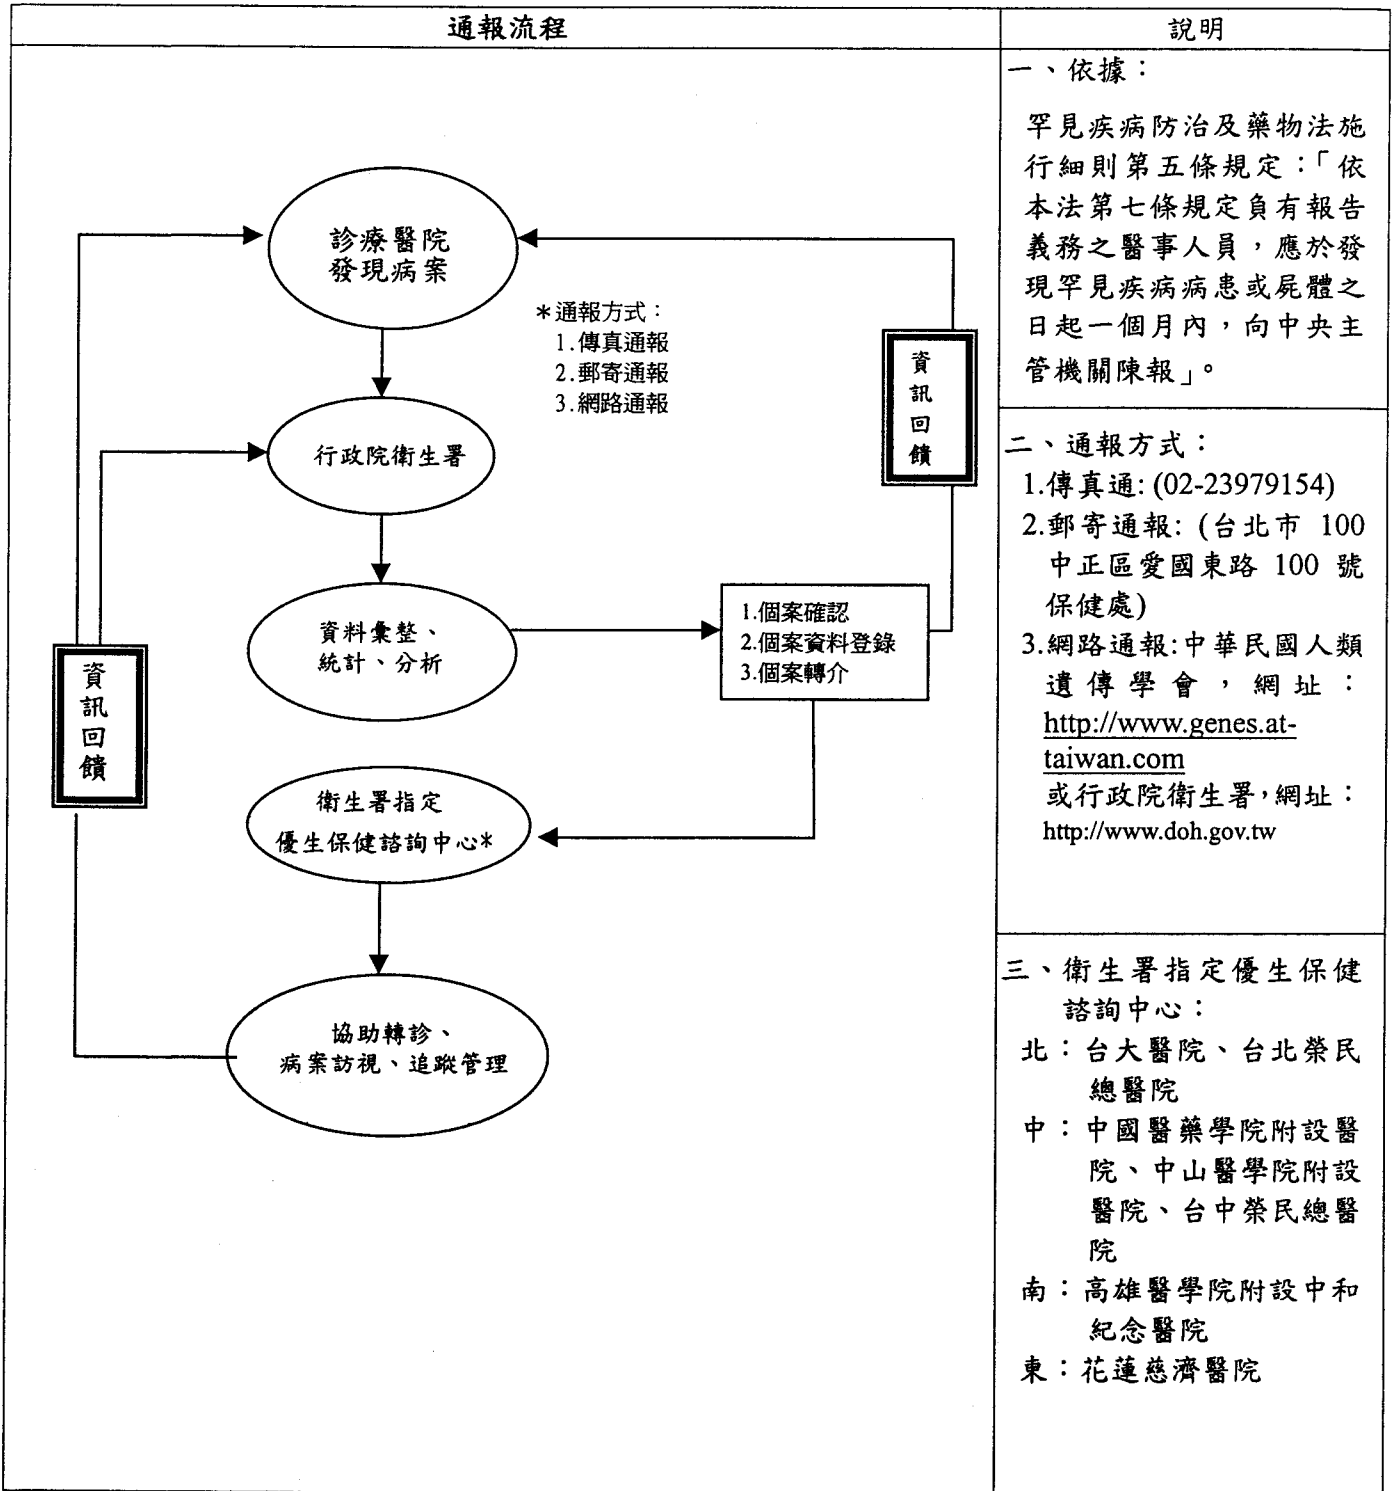 通報流程
說明
診療醫院
發現病案
*通報方式：
1.傳真通報
2.郵寄通報
3.網路通報
資
訊
回
饋
行政院衛生署
資料彙整、
統計、分析
1.個案確認
2.個案資料登錄
3.個案轉介
資
訊
回
饋
衛生署指定
優生保健諮詢中心*
協助轉診、
病案訪視、追蹤管理
一、依據：
罕見疾病防治及藥物法施
行細則第五條規定：「依
本法第七條規定負有報告
義務之醫事人員，應於發
現罕見疾病病患或屍體之
日起一個月內，向中央主
管機關陳報」。
二、通報方式：
1.傳真通: (02-23979154)
2.郵寄通報: (台北市 100
中正區愛國東路 100 號
保健處)
3.網路通報:中華民國人類
遺傳學會，網址：
http://www.genes.at-
taiwan.com
或行政院衛生署，網址：
http://www.doh.gov.tw
三、衛生署指定優生保健
諮詢中心：
北：台大醫院、台北榮民
總醫院
中：中國醫藥學院附設醫
院、中山醫學院附設
醫院、台中榮民總醫
院
南：高雄醫學院附設中和
紀念醫院
東：花蓮慈濟醫院